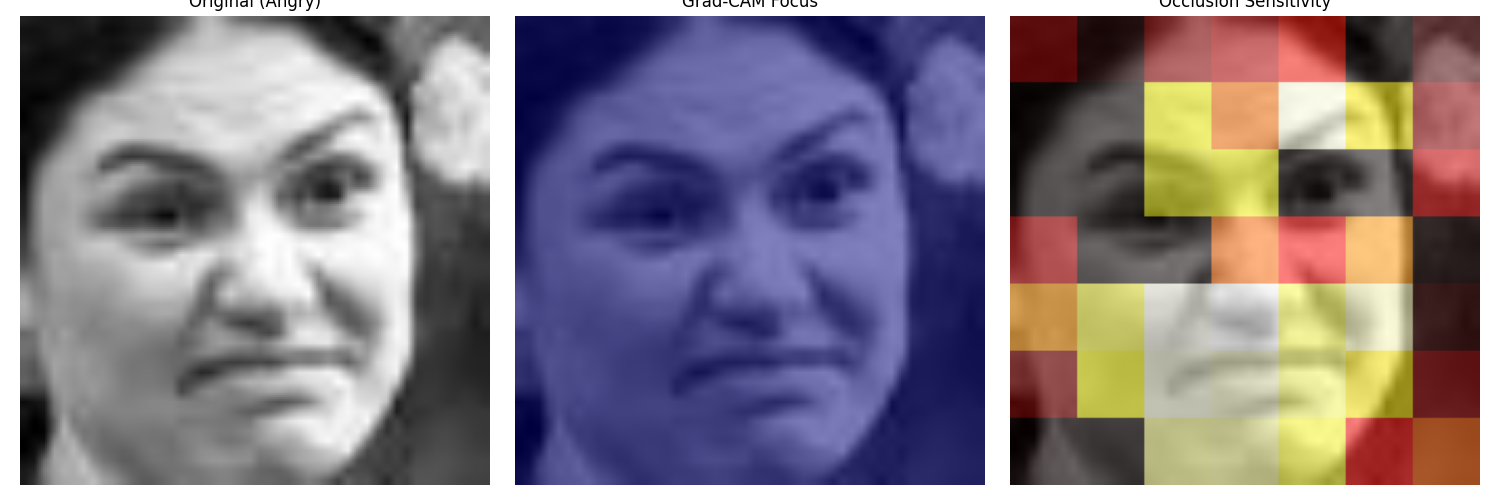 Original (Angry)
Grad-CAM Focus
Occlusion Sensitivity